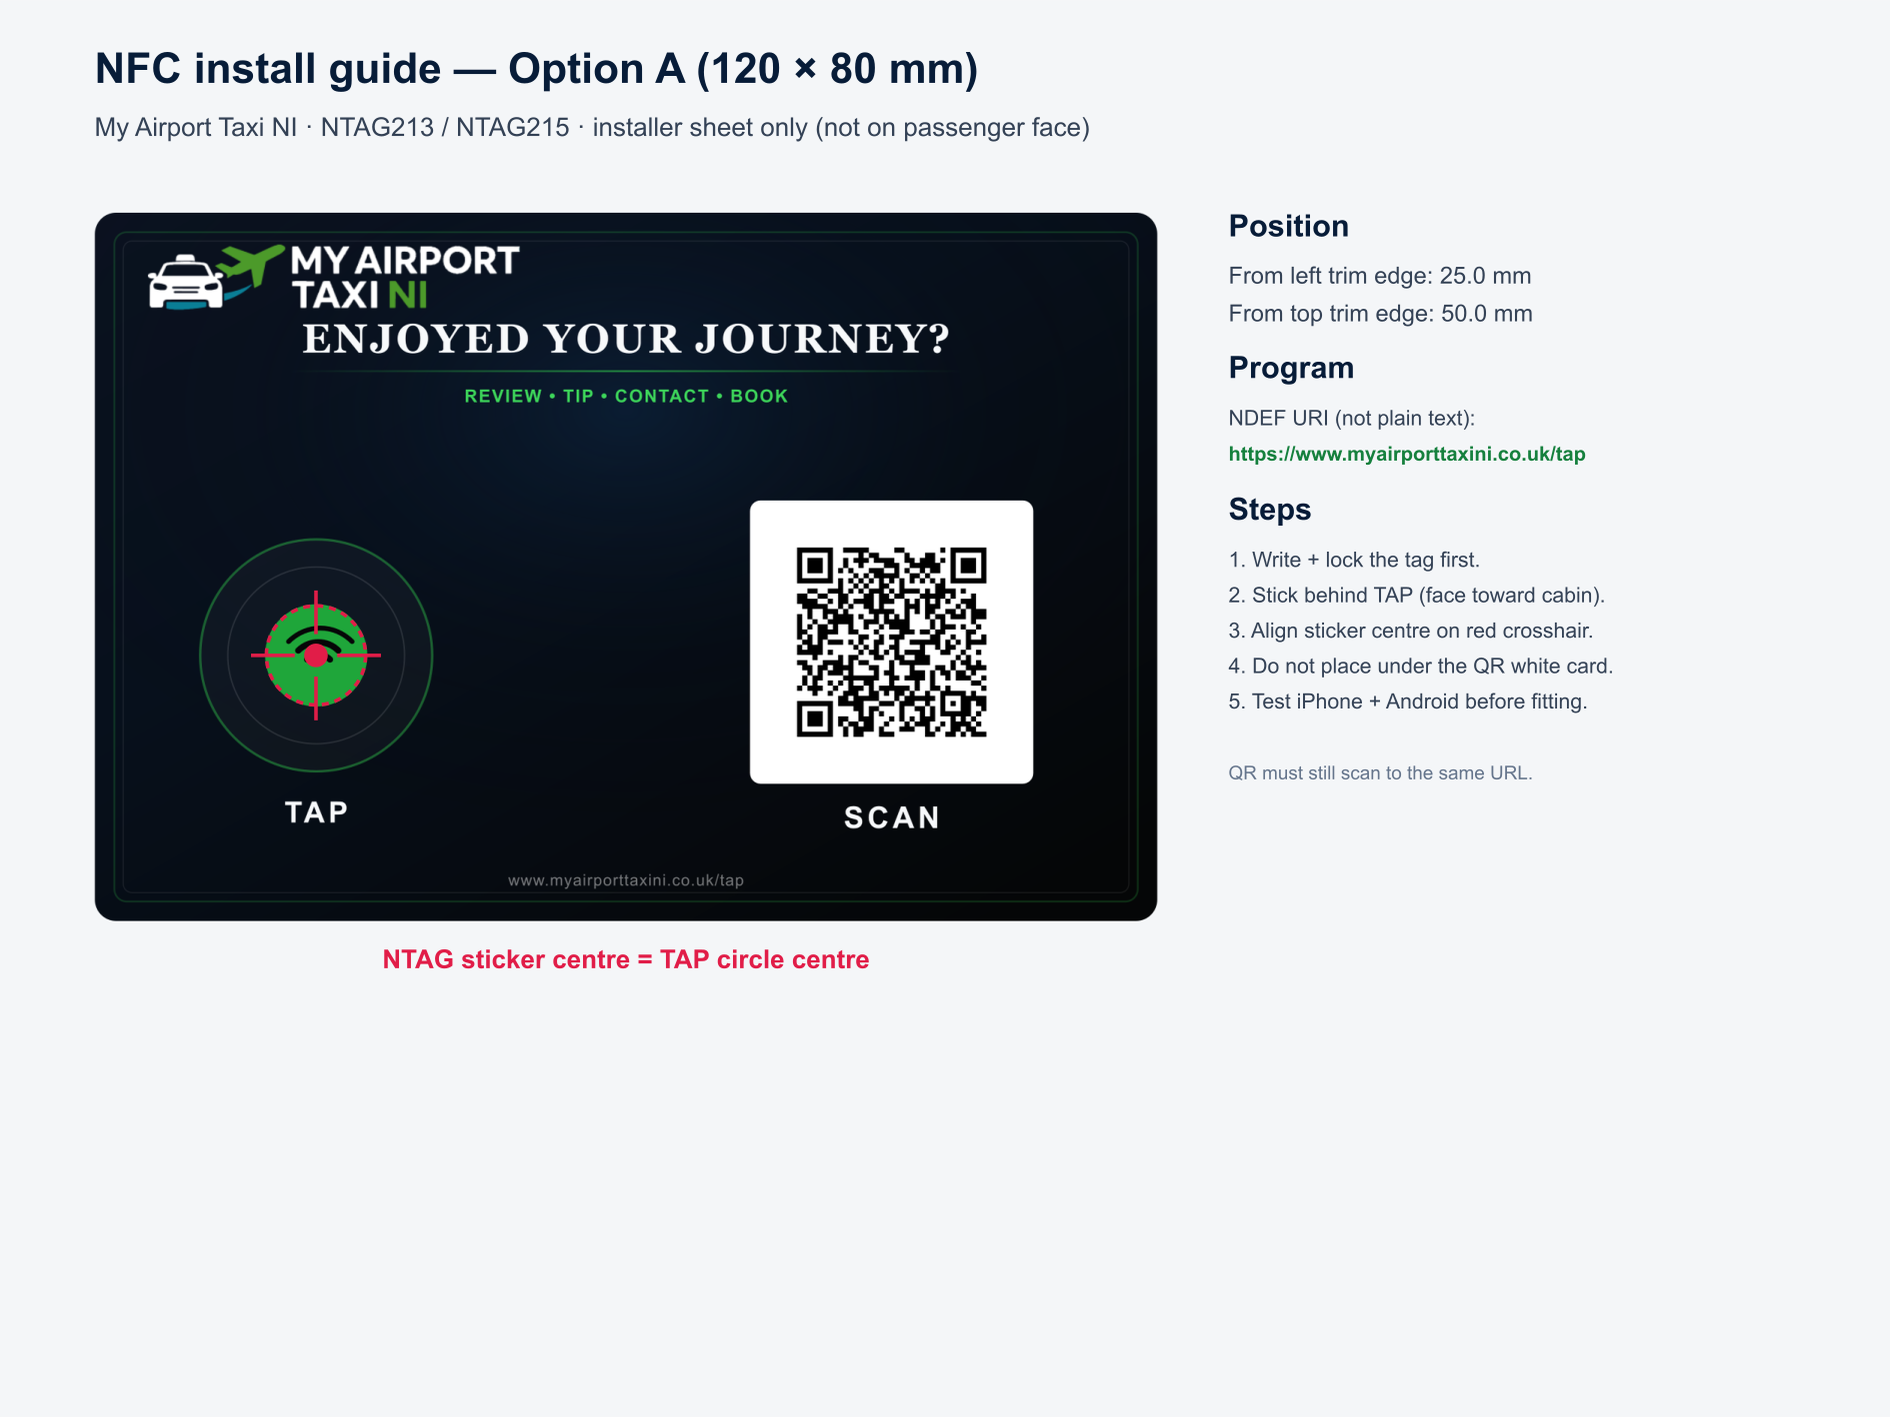 NFC install guide — Option A (120 × 80 mm)
My Airport Taxi NI · NTAG213 / NTAG215 · installer sheet only (not on passenger face)
MY AIRPORT
TAXI NI
ENJOYED YOUR JOURNEY?
REVIEW • TIP • CONTACT • BOOK
TAP
SCAN
www.myairporttaxini.co.uk/tap
NTAG sticker centre = TAP circle centre
Position
From left trim edge: 25.0 mm
From top trim edge: 50.0 mm
Program
NDEF URI (not plain text):
https://www.myairporttaxini.co.uk/tap
Steps
1. Write + lock the tag first.
2. Stick behind TAP (face toward cabin).
3. Align sticker centre on red crosshair.
4. Do not place under the QR white card.
5. Test iPhone + Android before fitting.
QR must still scan to the same URL.